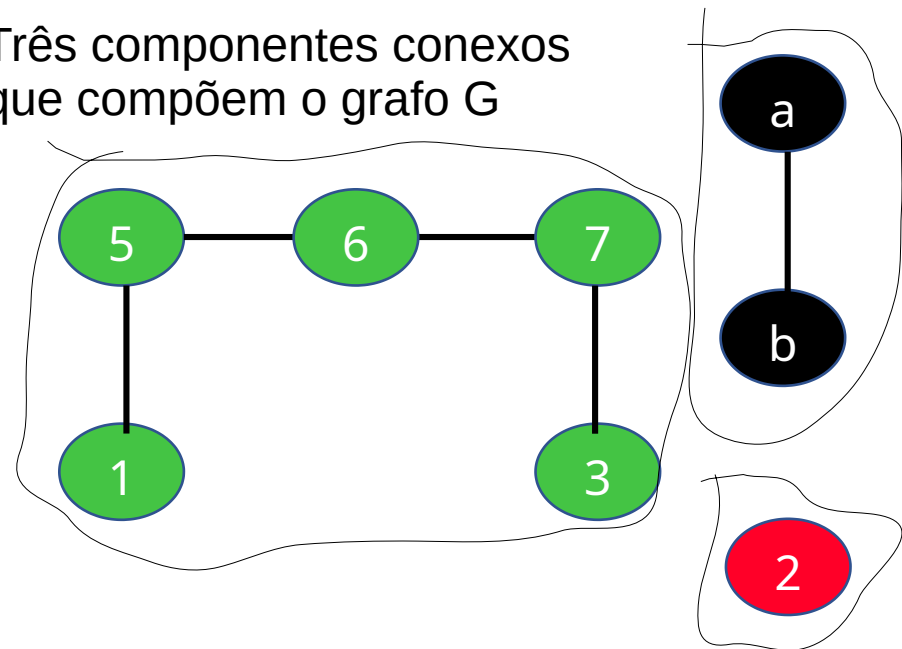 Três componentes conexos
que compõem o grafo G
a
5 6 7
b
1 3
2